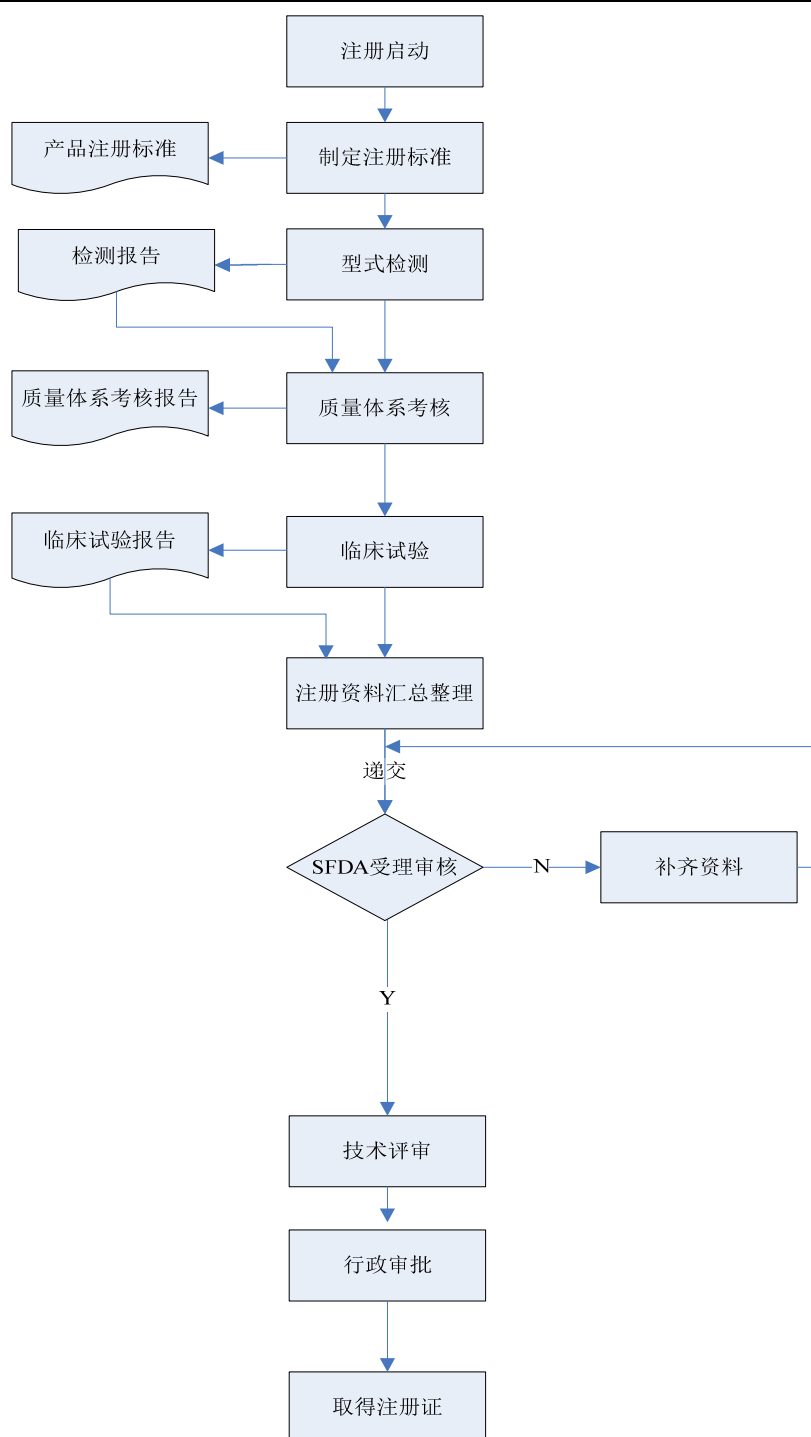 注册启动
产品注册标准
制定注册标准
检测报告
型式检测
质量体系考核报告
质量体系考核
临床试验报告
临床试验
注册资料汇总整理
递交
SFDA受理审核
N
补齐资料
Y
技术评审
行政审批
取得注册证